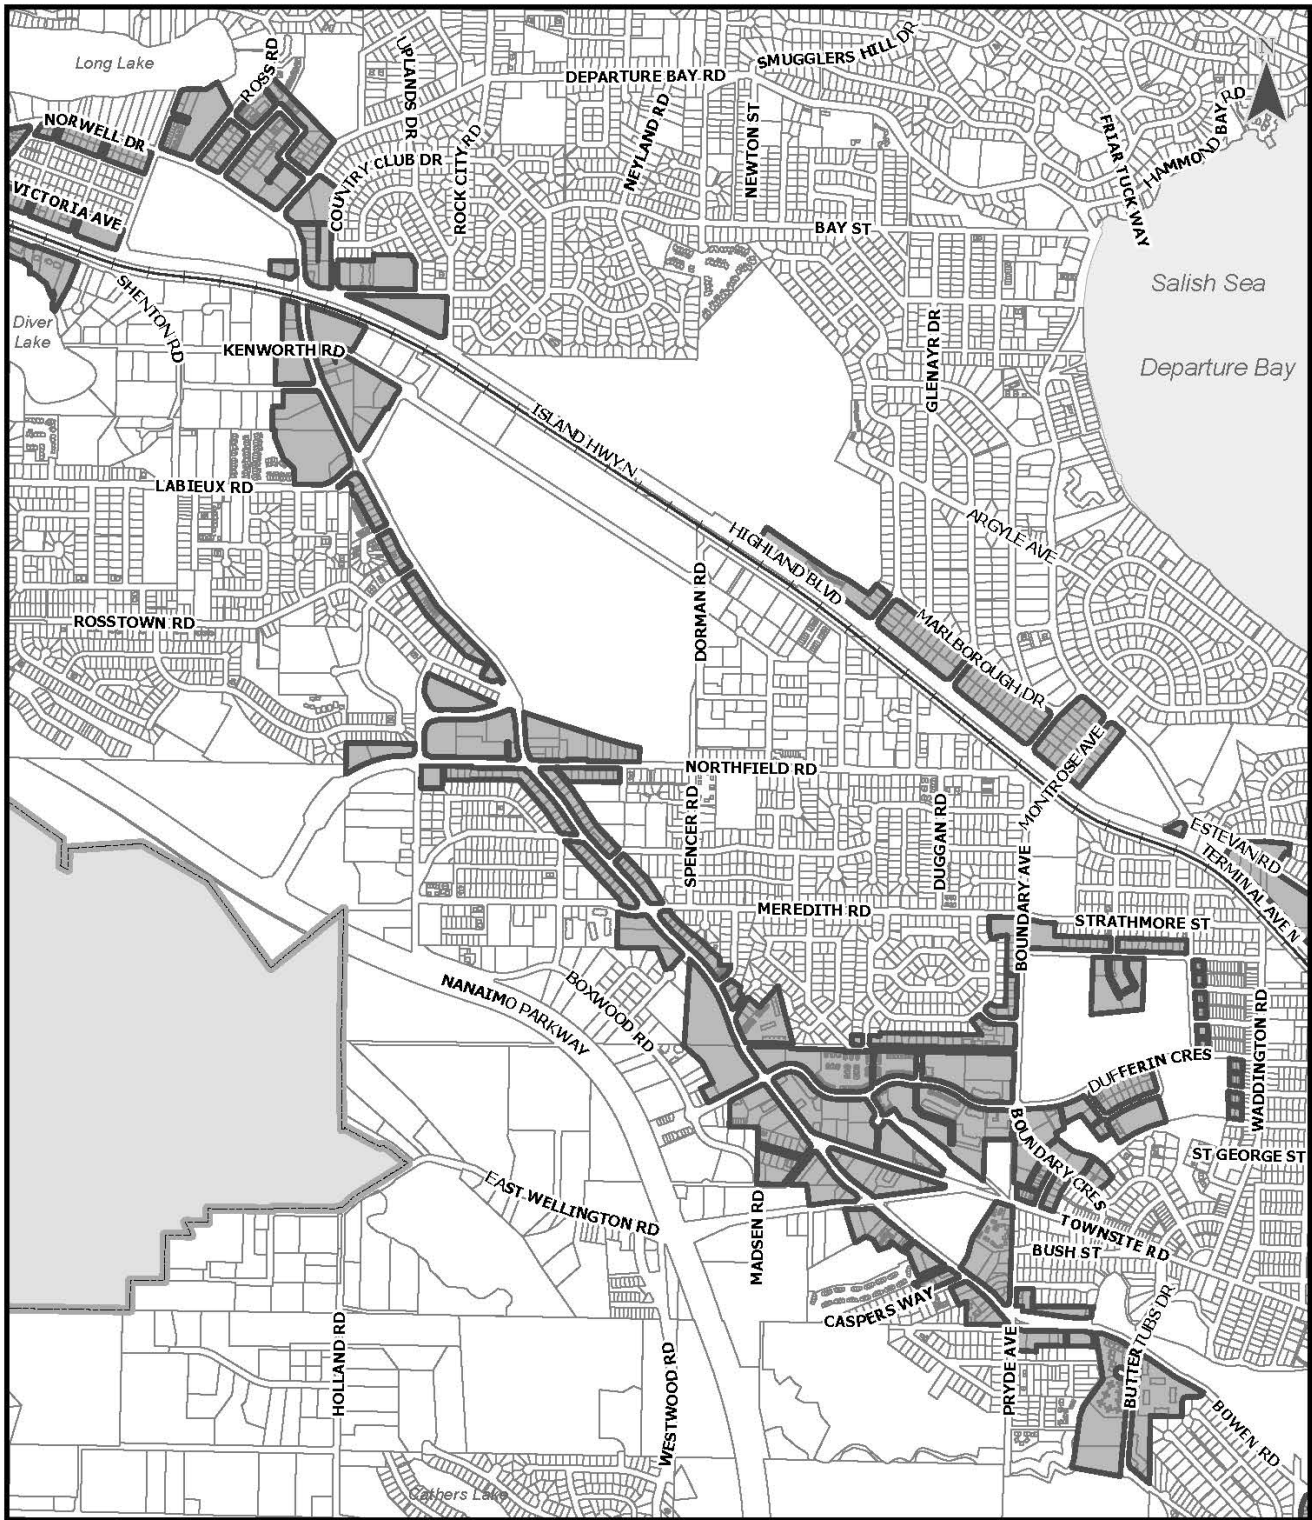 Long Lake
ROSS RD
UPLANDS DR
DEPARTURE BAY RD
SMUGGLERS HILL DR
N
NORWELL DR
COUNTRY CLUB DR
ROCK CITY RD
NEYLAND RD
NEWTON ST
FRIAR TUCK WAY
HAMMOND BAY RD
VICTORIA AVE
BAY ST
SHENTON RD
Salish Sea
Diver
Lake
KENWORTH RD
GLENAYR DR
Departure Bay
ISLAND HWY N
LABIEUX RD
HIGHLAND BLVD
ARGYLE AVE
ROSSTOWN RD
DORMAN RD
MARLBOROUGH DR
NORTHFIELD RD
MONTROSE AVE
SPENCER RD
DUGGAN RD
ESTEVAN RD
TERMINAL AVE N
MEREDITH RD
BOUNDARY AVE
STRATHMORE ST
NANAIMO PARKWAY
BOXWOOD RD
WADDINGTON RD
DUFFERIN CRES
BOUNDARY CRES
ST GEORGE ST
EAST WELLINGTON RD
MADSEN RD
TOWNSITE RD
BUSH ST
CASPERS WAY
HOLLAND RD
WESTWOOD RD
PRYDE AVE
BUTTERTUBS DR
BOWEN RD
Cathers Lake